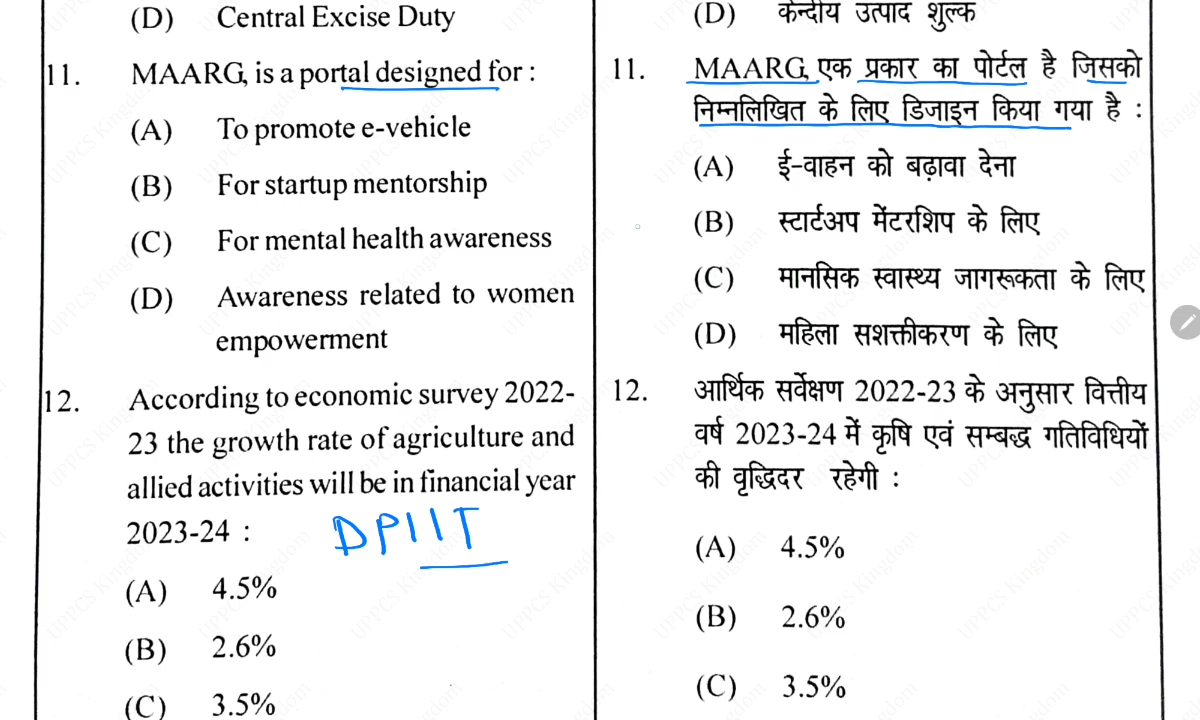 (D) Central Excise Duty
11. MAARG, is a portal designed for :
(A) To promote e-vehicle
(B) For startup mentorship
(C) For mental health awareness
(D) Awareness related to women
empowerment
12. According to economic survey 2022-
23 the growth rate of agriculture and
allied activities will be in financial year
2023-24 :
DPIIT
(A) 4.5%
(B) 2.6%
(C) 3.5%
(D) केन्दीय उत्पाद शुल्क
11. MAARG, एक प्रकार का पोर्टल है जिसको
निम्नलिखित के लिए डिजाइन किया गया है :
(A) ई-वाहन को बढ़ावा देना
(B) स्टार्टअप मेंटरशिप के लिए
(C) मानसिक स्वास्थ्य जागरूकता के लिए
(D) महिला सशक्तीकरण के लिए
12. आर्थिक सर्वेक्षण 2022-23 के अनुसार वित्तीय
वर्ष 2023-24 में कृषि एवं सम्बद्ध गतिविधियों
की वृद्धिदर रहेगी :
(A) 4.5%
(B) 2.6%
(C) 3.5%